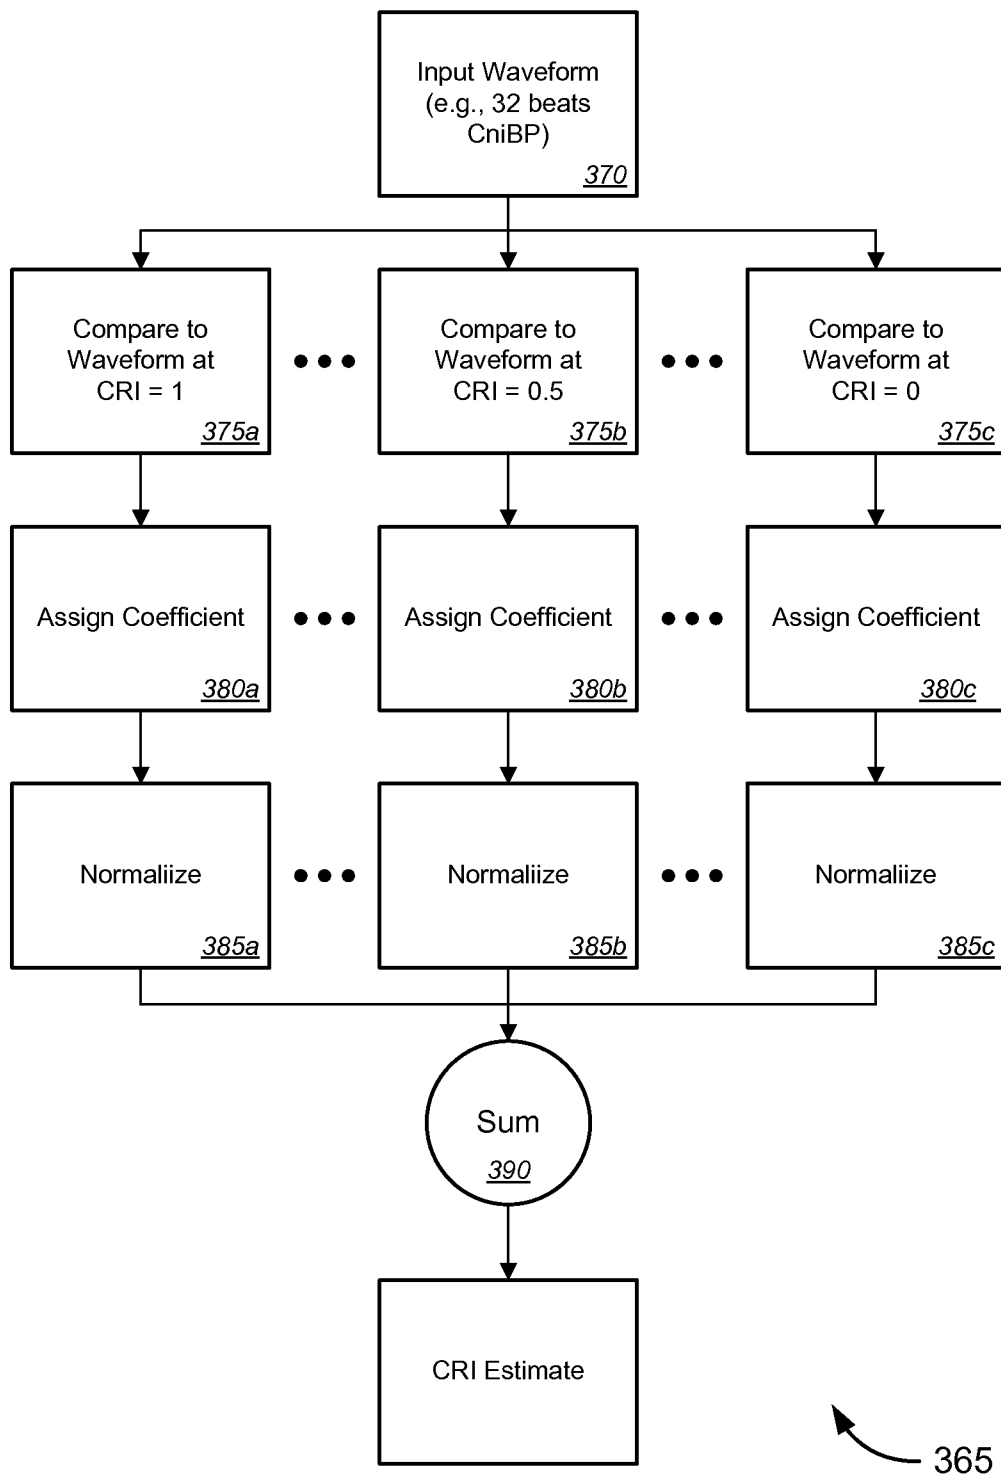 Input Waveform
(e.g., 32 beats
CniBP)
370
Compare to
Waveform at
CRI = 1
375a
Compare to
Waveform at
CRI = 0.5
375b
Compare to
Waveform at
CRI = 0
375c
Assign Coefficient
380a
Assign Coefficient
380b
Assign Coefficient
380c
Normaliize
385a
Normaliize
385b
Normaliize
385c
Sum
390
CRI Estimate
365